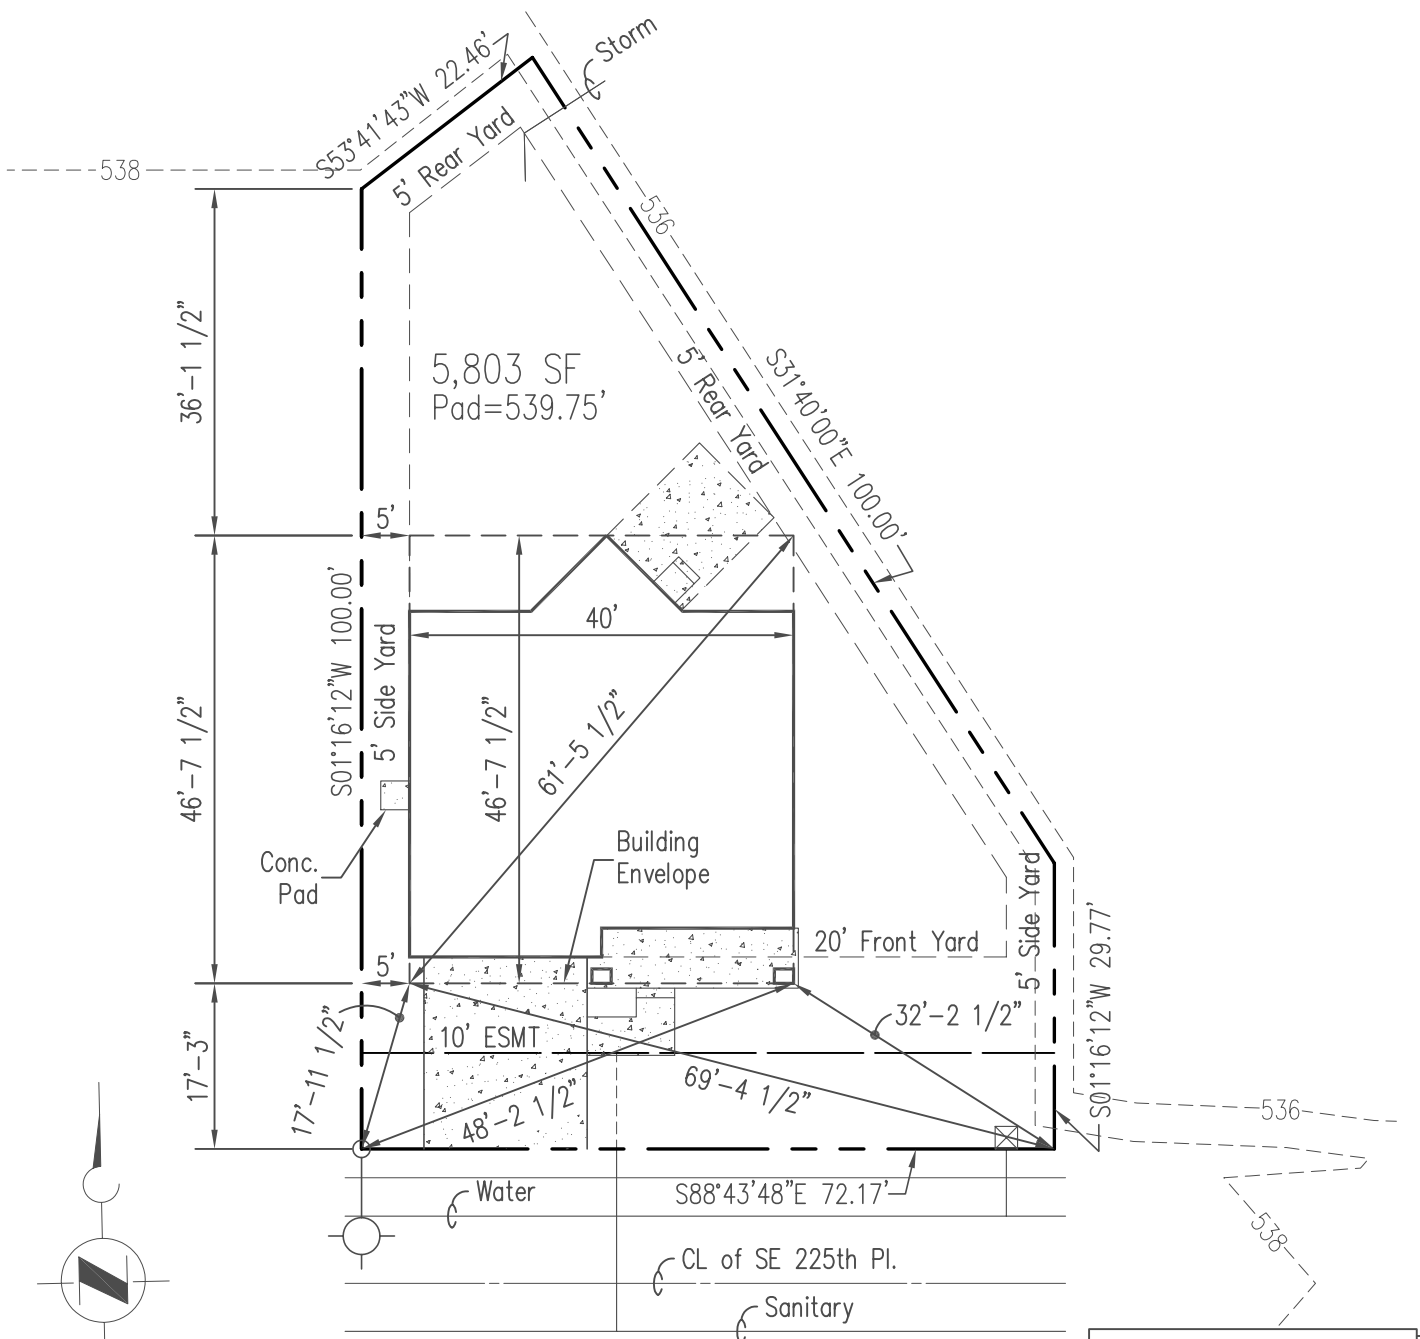 Storm
S53°41'43"W 22.46'
5' Rear Yard
538
536
36'-1 1/2"
5,803 SF
Pad=539.75'
5' Rear Yard
S31°40'00"E 100.00'
5'
40'
S01°16'12"W 100.00'
5' Side Yard
46'-7 1/2"
46'-7 1/2"
61'-5 1/2"
Building
Envelope
Conc.
Pad
5' Side Yard
20' Front Yard
S01°16'12"W 29.77'
5'
17'-3"
17'-11 1/2"
10' ESMT
32'-2 1/2"
69'-4 1/2"
48'-2 1/2"
536
Water
S88°43'48"E 72.17'
538
CL of SE 225th Pl.
Sanitary